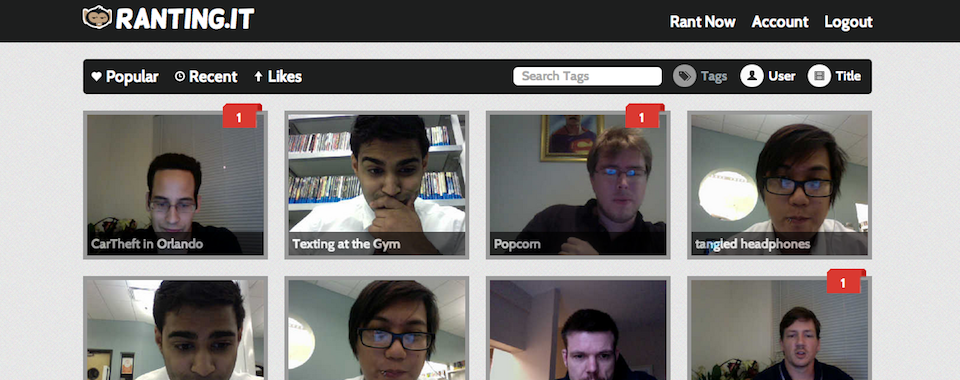 RANTING.IT
Rant Now Account Logout
Popular Recent Likes Search Tags Tags User Title
1 1
CarTheft in Orlando Texting at the Gym Popcorn tangled headphones
1